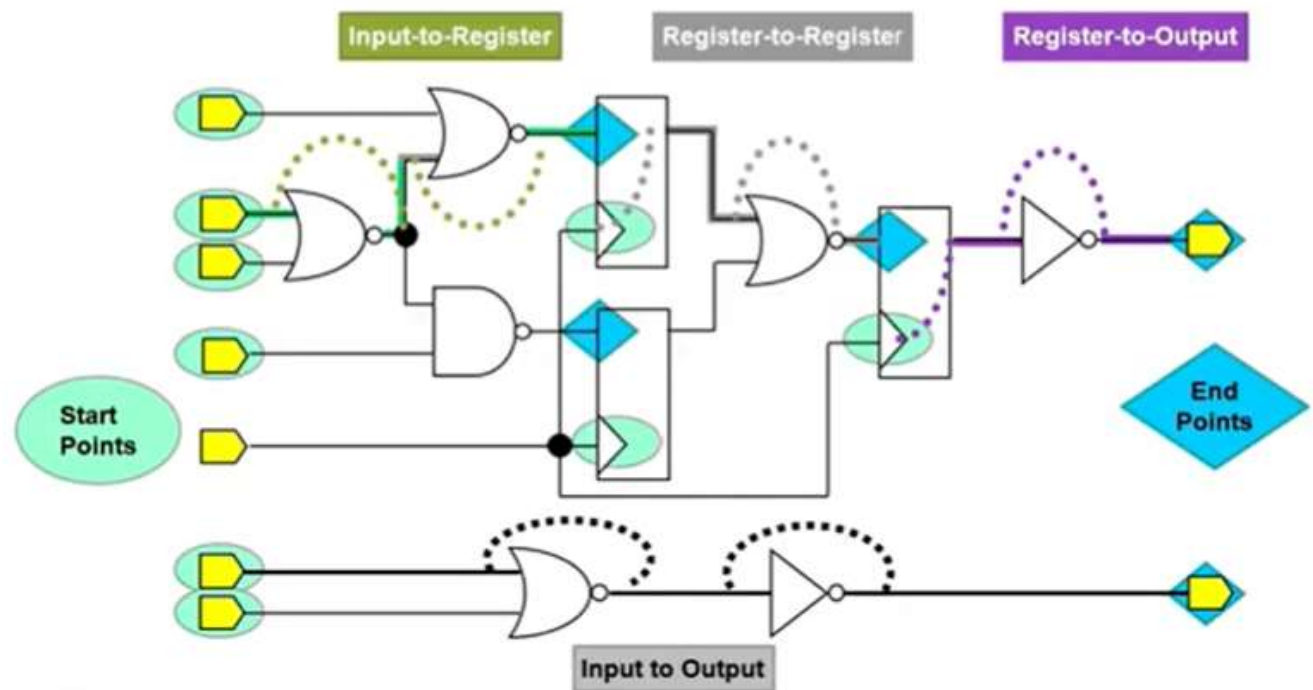 Input-to-Register
Register-to-Register
Register-to-Output
Start
Points
End
Points
Input to Output